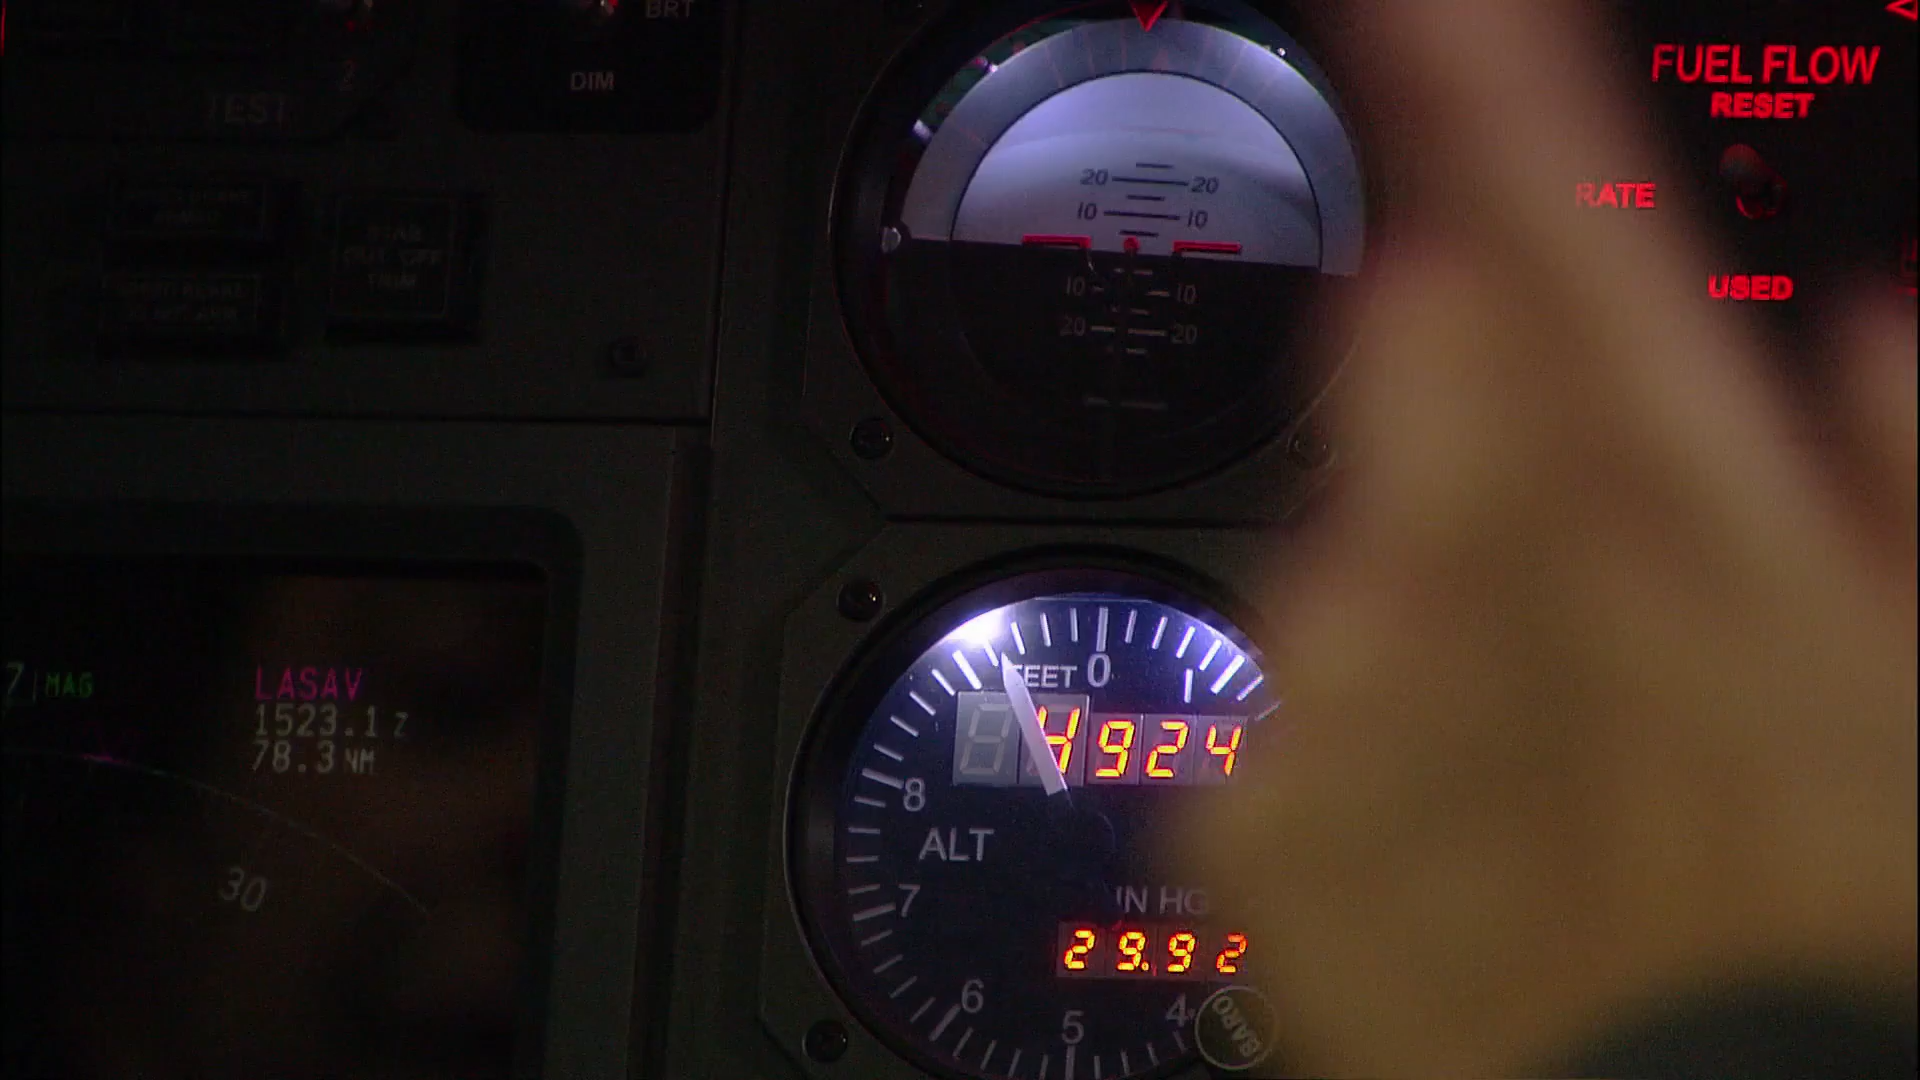 BRT
DIM
TEST
2
FUEL FLOW
RESET
RATE
USED
20 20
10 10
10 10
20 20
7 MAG
LASAV
1523.1 Z
78.3 NM
30
FEET 0
4924
8
ALT
7
IN HG
29.92
6
5
4
BARO